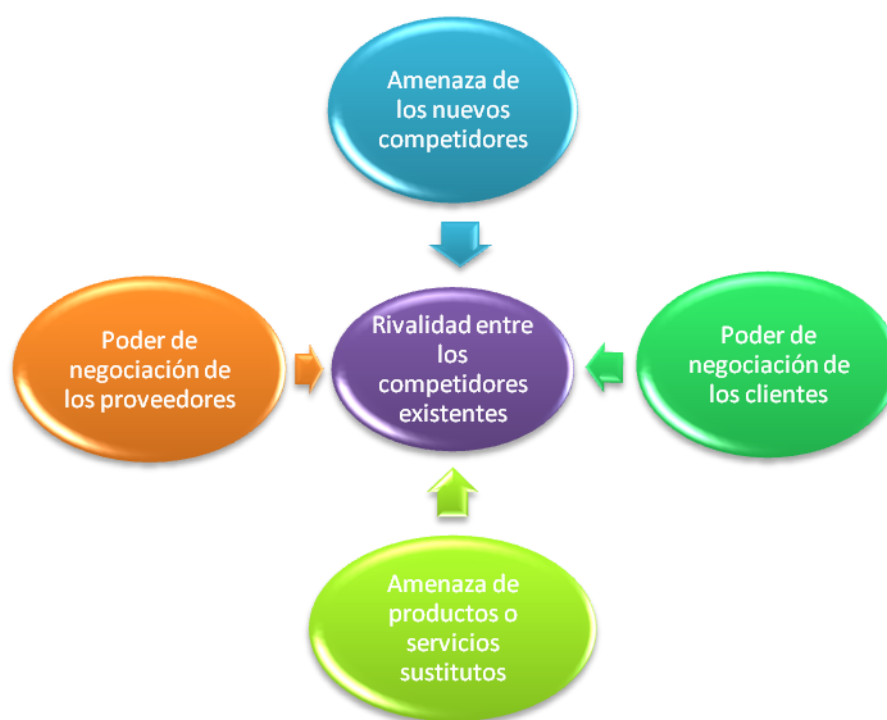 Amenaza de
los nuevos
competidores
Poder de
negociación de
los proveedores
Rivalidad entre
los
competidores
existentes
Poder de
negociación de
los clientes
Amenaza de
productos o
servicios
sustitutos